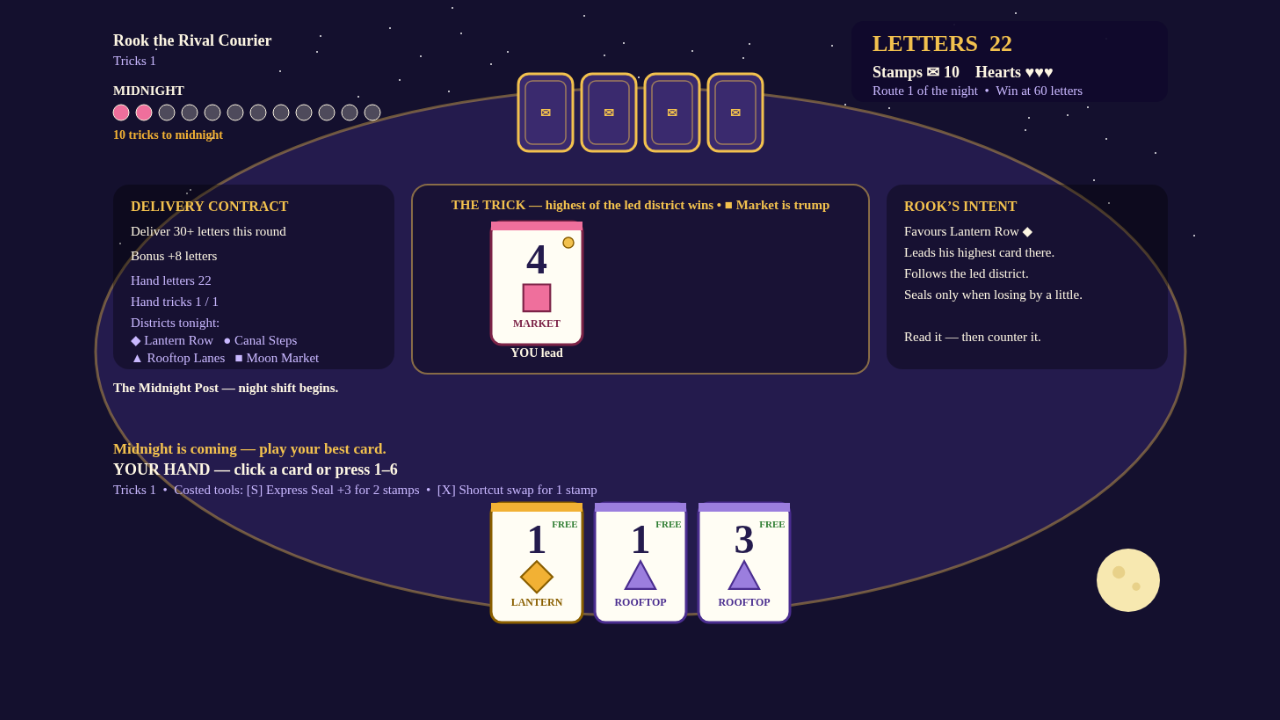 Rook the Rival Courier
Tricks 1
MIDNIGHT
10 tricks to midnight
LETTERS 22
Stamps ✉ 10 Hearts ♥♥♥
Route 1 of the night • Win at 60 letters
✉ ✉ ✉ ✉
DELIVERY CONTRACT
Deliver 30+ letters this round
Bonus +8 letters
Hand letters 22
Hand tricks 1 / 1
Districts tonight:
◆ Lantern Row ● Canal Steps
▲ Rooftop Lanes ■ Moon Market
THE TRICK — highest of the led district wins • ■ Market is trump
4
MARKET
YOU lead
ROOK’S INTENT
Favours Lantern Row ◆
Leads his highest card there.
Follows the led district.
Seals only when losing by a little.
Read it — then counter it.
The Midnight Post — night shift begins.
Midnight is coming — play your best card.
YOUR HAND — click a card or press 1–6
Tricks 1 • Costed tools: [S] Express Seal +3 for 2 stamps • [X] Shortcut swap for 1 stamp
1 FREE
LANTERN
1 FREE
ROOFTOP
3 FREE
ROOFTOP